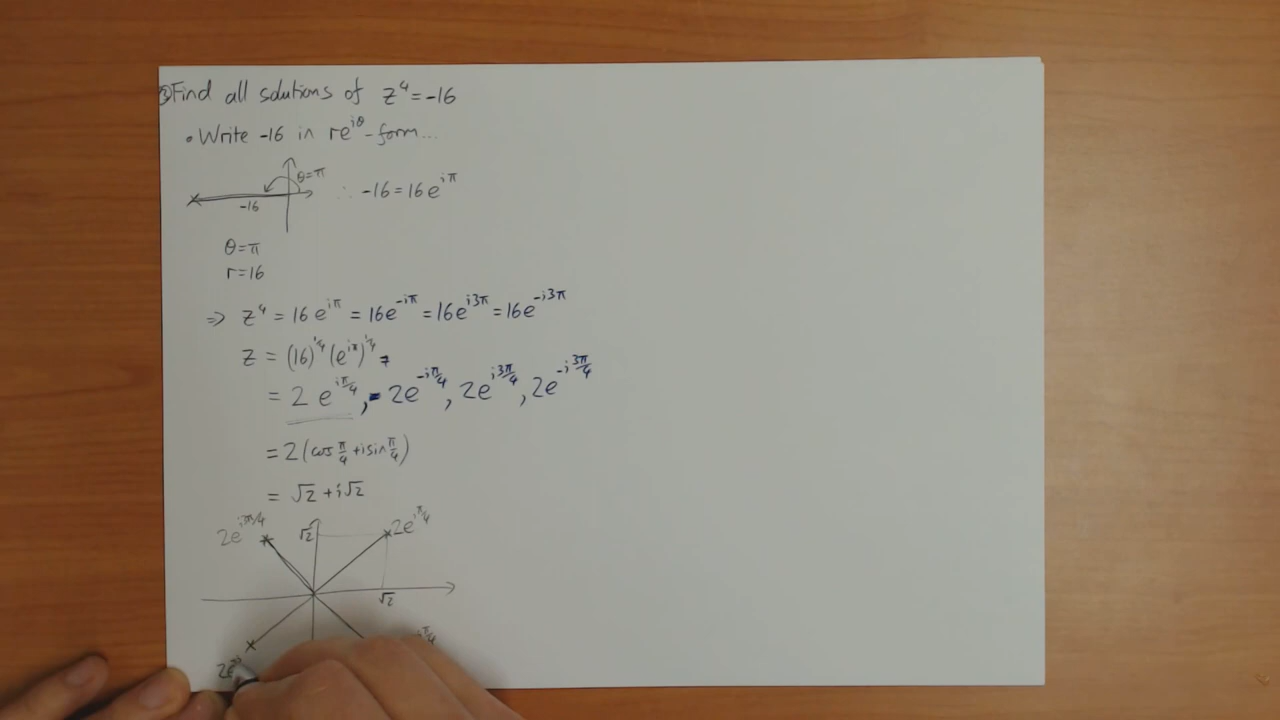 ③Find all solutions of z⁴=-16
• Write -16 in re^{iθ}-form...
θ=π
-16
∴ -16=16e^{iπ}
θ=π
r=16
⇒ z⁴ = 16e^{iπ} = 16e^{-iπ} = 16e^{i3π} = 16e^{-i3π}
z = (16)^{1/4} (e^{iπ})^{1/4} =
= 2e^{iπ/4}, 2e^{-iπ/4}, 2e^{i3π/4}, 2e^{-i3π/4}
= 2(cos π/4 + i sin π/4)
= √2 + i√2
2e^{i3π/4}
√2
2e^{iπ/4}
√2